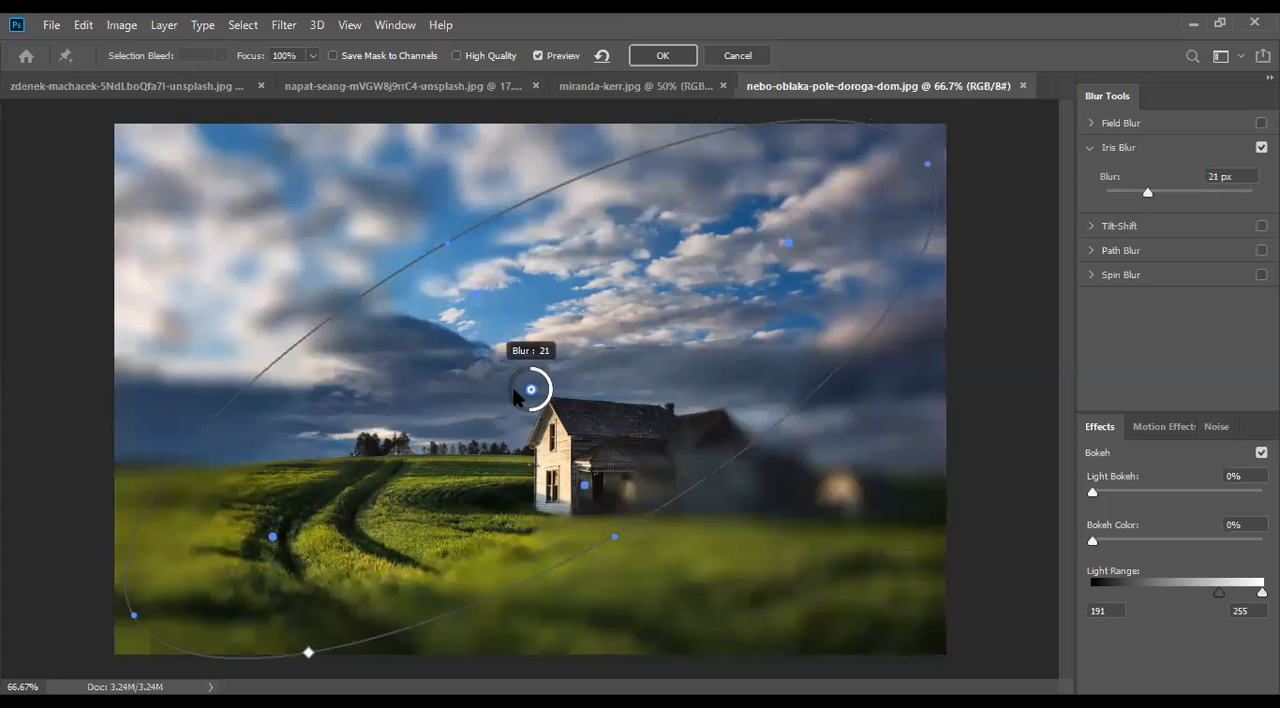 Ps File Edit Image Layer Type Select Filter 3D View Window Help
Selection Bleed: Focus: 100% Save Mask to Channels High Quality Preview OK Cancel
zdenek-machacek-5NdLboQfa7I-unsplash.jpg ... napat-seang-mVGW8j9rrC4-unsplash.jpg @ 17.... miranda-kerr.jpg @ 50% (RGB... nebo-oblaka-pole-doroga-dom.jpg @ 66.7% (RGB/8#)
Blur Tools
Field Blur
Iris Blur
Blur: 21 px
Tilt-Shift
Path Blur
Spin Blur
Blur : 21
Effects Motion Effects Noise
Bokeh
Light Bokeh: 0%
Bokeh Color: 0%
Light Range:
191 255
66.67% Doc: 3.24M/3.24M